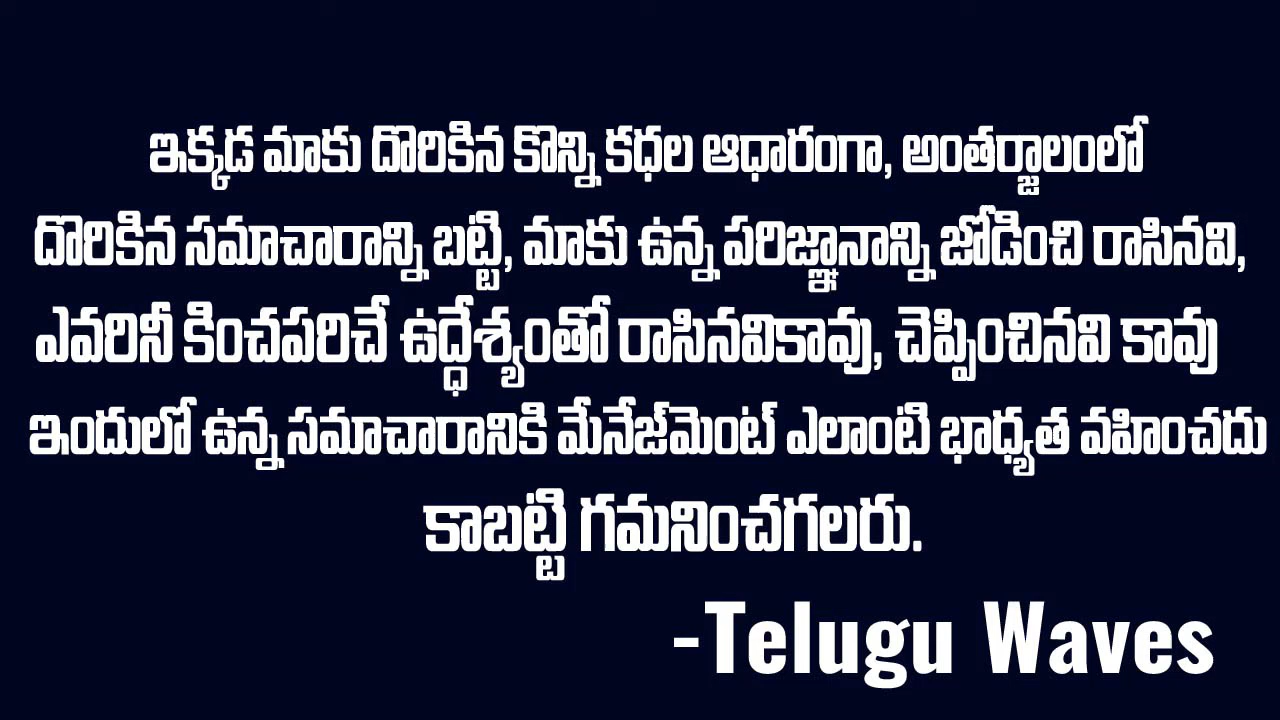 ఇక్కడ మాకు దొరికిన కొన్ని కధల ఆధారంగా, అంతర్జాలంలో
దొరికిన సమాచారాన్ని బట్టి, మాకు ఉన్న పరిజ్ఞానాన్ని జోడించి రాసినవి,
ఎవరినీ కించపరిచే ఉద్ధేశ్యంతో రాసినవికావు, చెప్పించినవి కావు
ఇందులో ఉన్న సమాచారానికి మేనేజ్‌మెంట్ ఎలాంటి భాధ్యత వహించదు
కాబట్టి గమనించగలరు.
-Telugu Waves